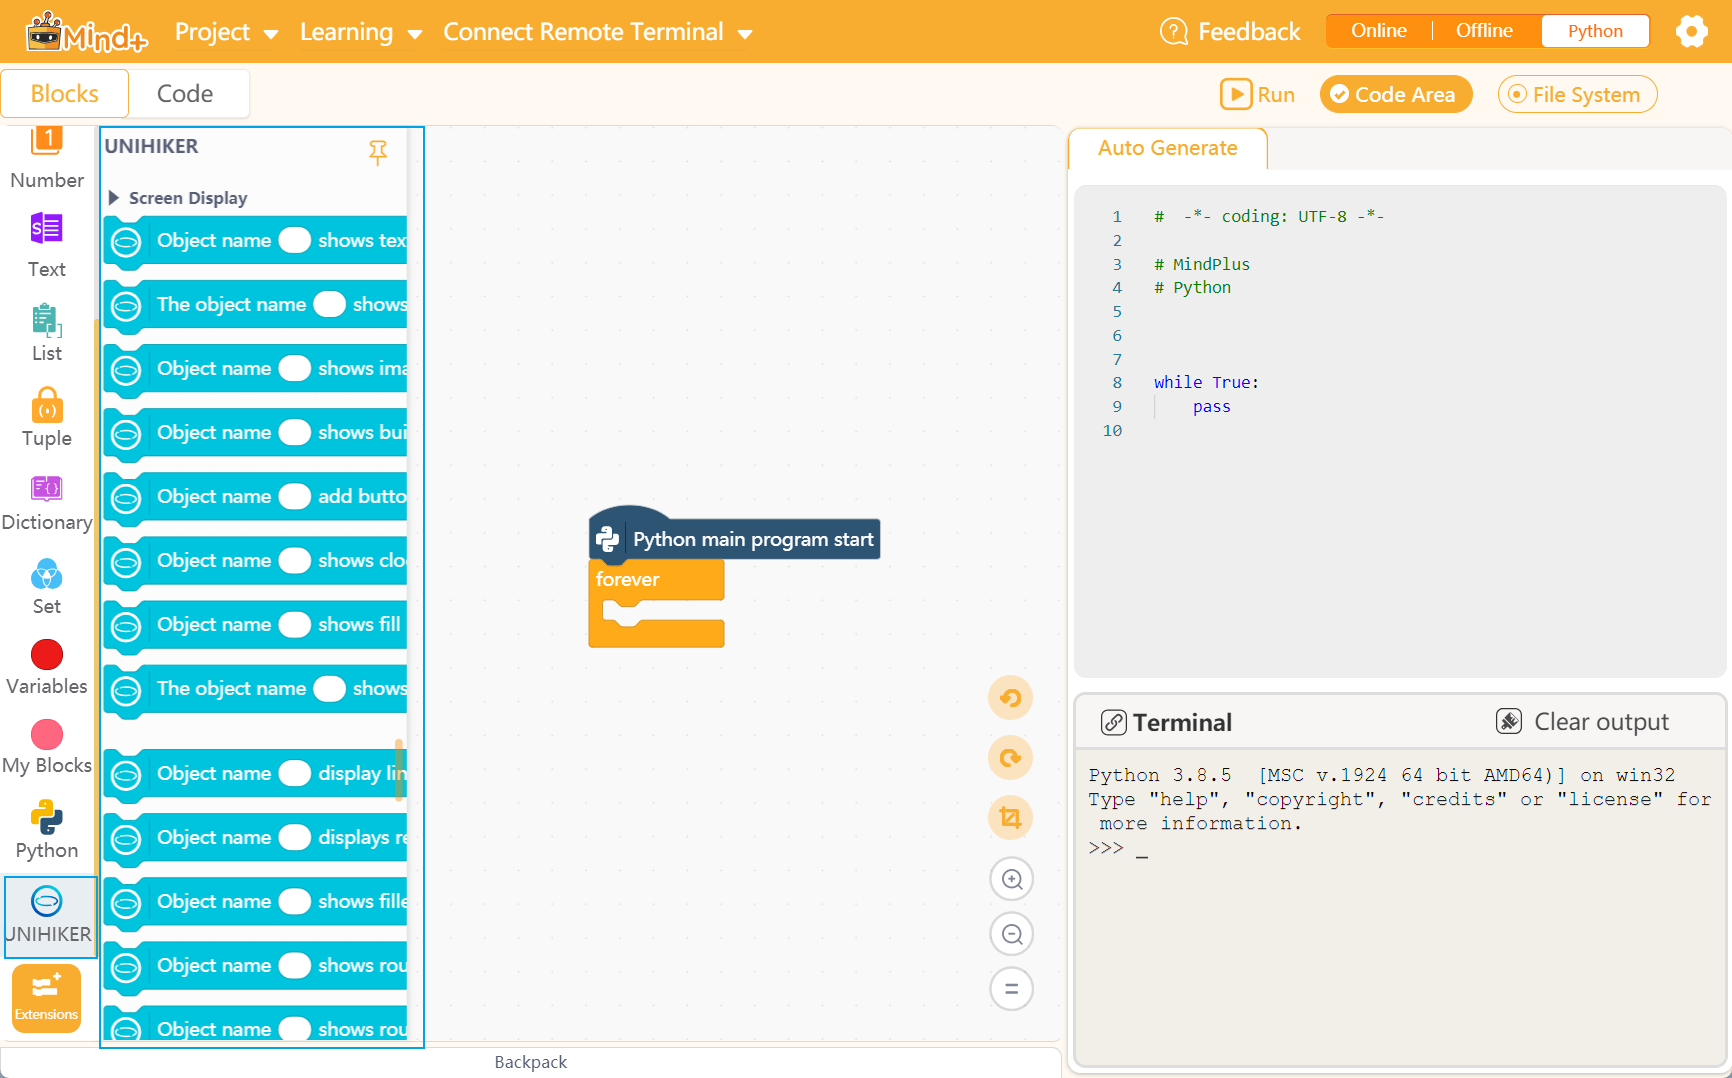 Mind+ Project Learning Connect Remote Terminal Feedback Online Offline Python
Blocks Code Run Code Area File System
1
Number
S
Text
List
Tuple
Dictionary
Set
Variables
My Blocks
Python
UNIHIKER
Extensions
UNIHIKER
Screen Display
Object name shows tex
The object name shows
Object name shows ima
Object name shows bui
Object name add butto
Object name shows clo
Object name shows fill
The object name shows
Object name display lin
Object name displays re
Object name shows fille
Object name shows rou
Object name shows rou
Python main program start
forever
Backpack
Auto Generate
1 # -*- coding: UTF-8 -*-
2
3 # MindPlus
4 # Python
5
6
7
8 while True:
9 pass
10
Terminal Clear output
Python 3.8.5 [MSC v.1924 64 bit AMD64)] on win32
Type "help", "copyright", "credits" or "license" for
more information.
>>> _